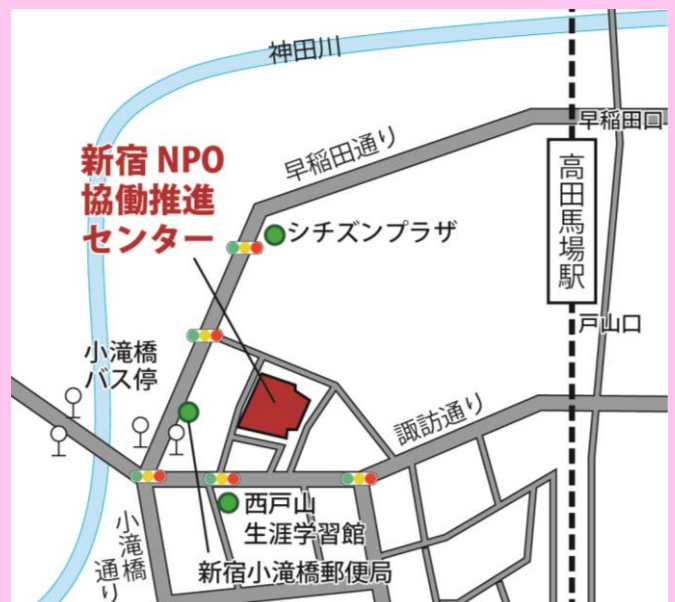 神田川
早稲田通り
早稲田口
新宿 NPO
協働推進
センター
シチズンプラザ
高田馬場駅
戸山口
小滝橋
バス停
諏訪通り
西戸山
生涯学習館
小滝橋
通り
新宿小滝橋郵便局